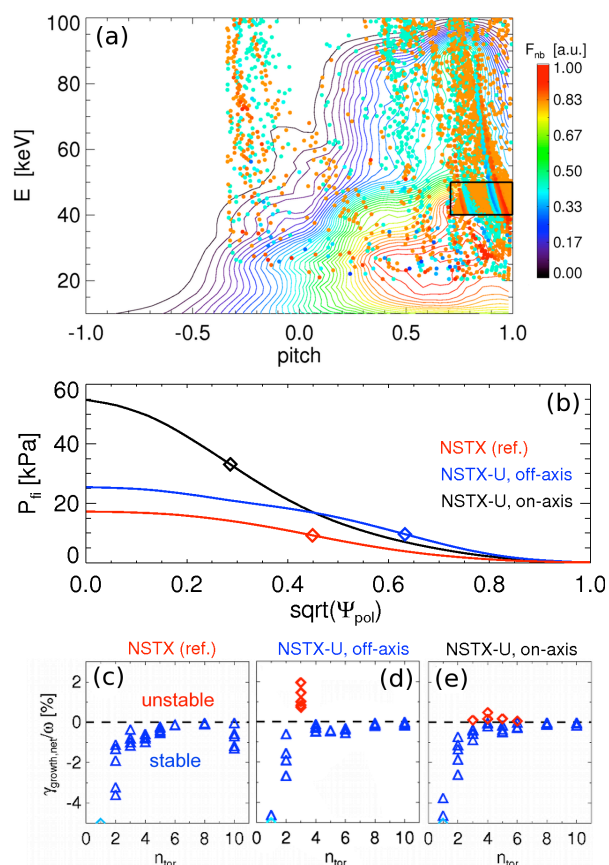 (a)
F_nb [a.u.]
1.00
0.83
0.67
0.50
0.33
0.17
0.00
100
80
60
40
20
E [keV]
-1.0 -0.5 0.0 0.5 1.0
pitch
(b)
60
40
20
0
P_fi [kPa]
NSTX (ref.)
NSTX-U, off-axis
NSTX-U, on-axis
0.0 0.2 0.4 0.6 0.8 1.0
sqrt(Ψ_pol)
NSTX (ref.) NSTX-U, off-axis NSTX-U, on-axis
(c) (d) (e)
unstable
stable
2
0
-2
-4
γ_growth,net/ω [%]
0 2 4 6 8 10 0 2 4 6 8 10 0 2 4 6 8 10
n_tor n_tor n_tor